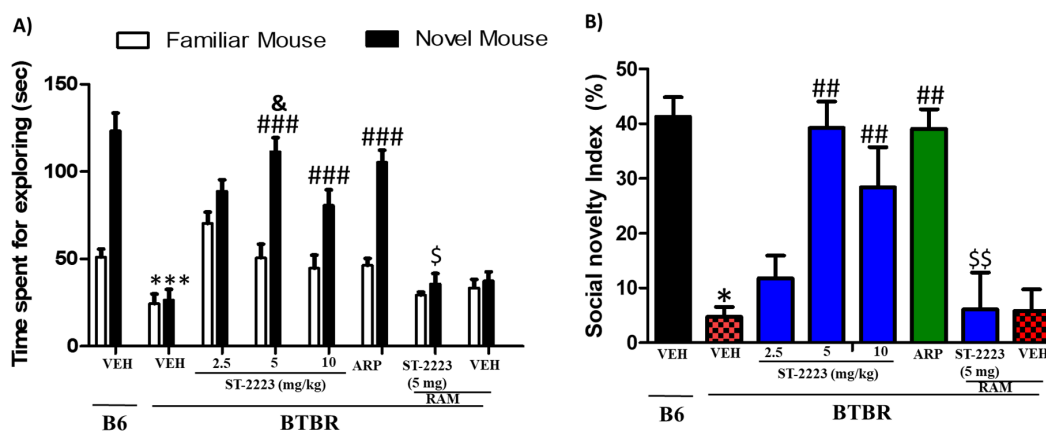 A)
Familiar Mouse Novel Mouse
Time spent for exploring (sec)
150
100
50
0
***
&
###
###
###
$
VEH VEH 2.5 5 10 ARP ST-2223 VEH
(5 mg)
ST-2223 (mg/kg)
RAM
B6 BTBR
B)
Social novelty Index (%)
50
40
30
20
10
0
*
##
##
##
$$
VEH VEH 2.5 5 10 ARP ST-2223 VEH
(5 mg)
ST-2223 (mg/kg)
RAM
B6 BTBR